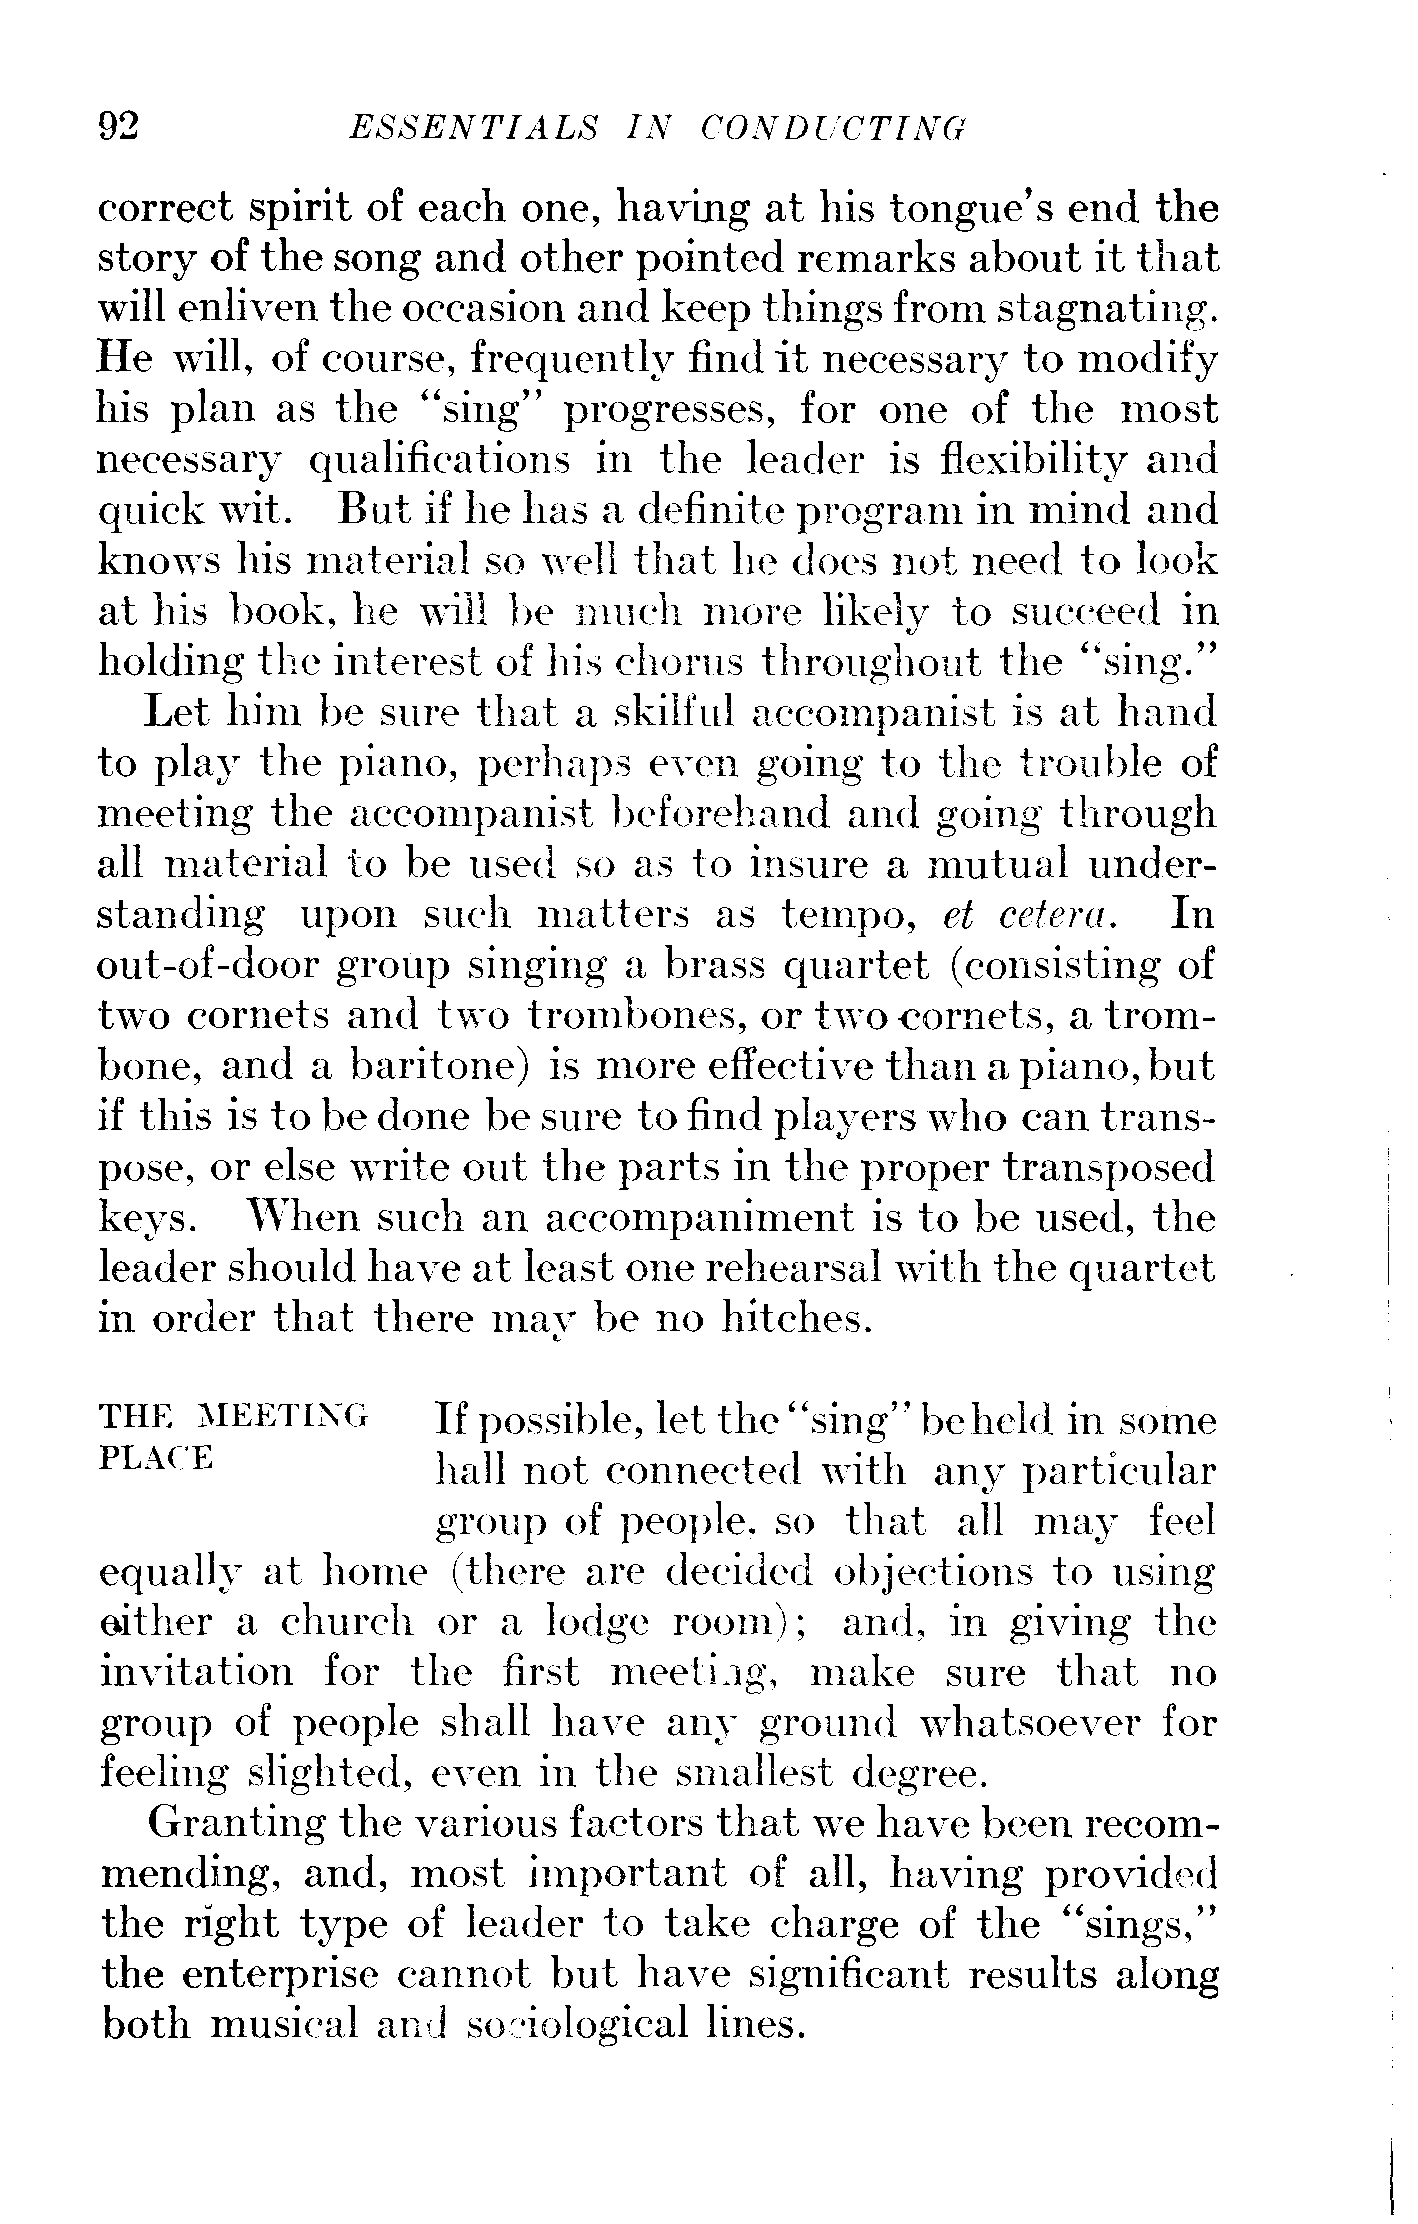 92 ESSENTIALS IN CONDUCTING
correct spirit of each one, having at his tongue's end the
story of the song and other pointed remarks about it that
will enliven the occasion and keep things from stagnating.
He will, of course, frequently find it necessary to modify
his plan as the “sing” progresses, for one of the most
necessary qualifications in the leader is flexibility and
quick wit. But if he has a definite program in mind and
knows his material so well that he does not need to look
at his book, he will be much more likely to succeed in
holding the interest of his chorus throughout the “sing.”
Let him be sure that a skilful accompanist is at hand
to play the piano, perhaps even going to the trouble of
meeting the accompanist beforehand and going through
all material to be used so as to insure a mutual under-
standing upon such matters as tempo, et cetera. In
out-of-door group singing a brass quartet (consisting of
two cornets and two trombones, or two cornets, a trom-
bone, and a baritone) is more effective than a piano, but
if this is to be done be sure to find players who can trans-
pose, or else write out the parts in the proper transposed
keys. When such an accompaniment is to be used, the
leader should have at least one rehearsal with the quartet
in order that there may be no hitches.
THE MEETING PLACE
If possible, let the “sing” be held in some
hall not connected with any particular
group of people, so that all may feel
equally at home (there are decided objections to using
either a church or a lodge room); and, in giving the
invitation for the first meeting, make sure that no
group of people shall have any ground whatsoever for
feeling slighted, even in the smallest degree.
Granting the various factors that we have been recom-
mending, and, most important of all, having provided
the right type of leader to take charge of the “sings,”
the enterprise cannot but have significant results along
both musical and sociological lines.